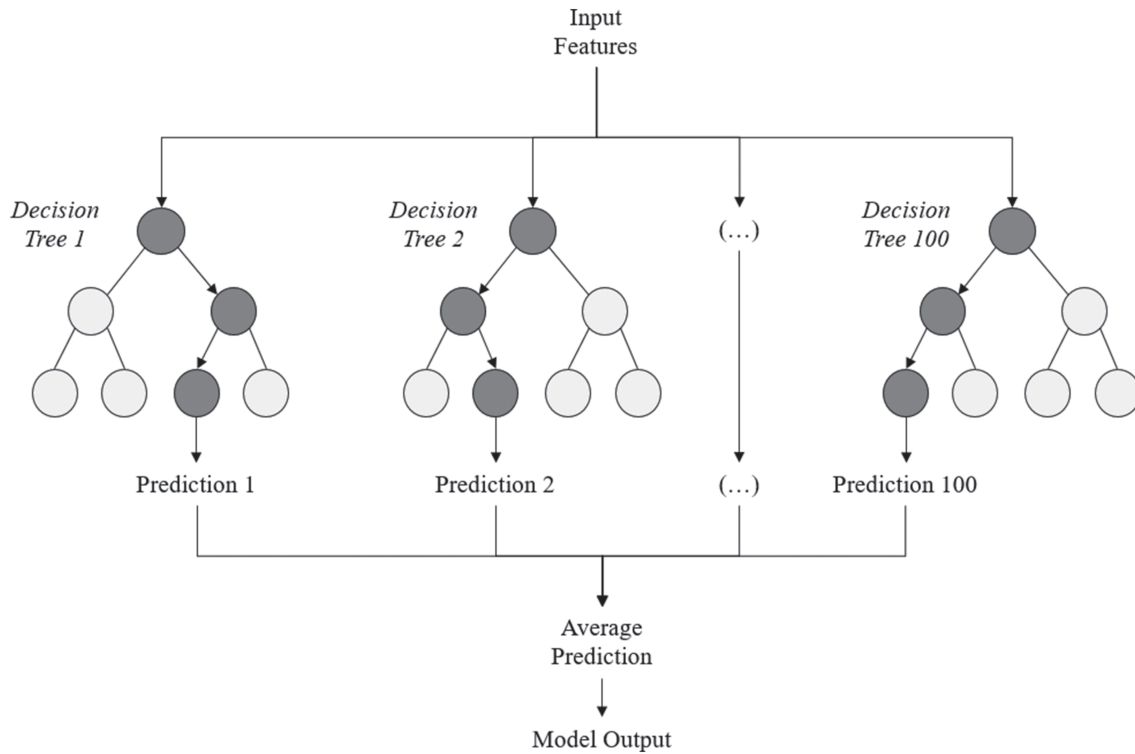 Input
Features
Decision
Tree 1
Decision
Tree 2
(…)
Decision
Tree 100
Prediction 1
Prediction 2
(…)
Prediction 100
Average
Prediction
Model Output